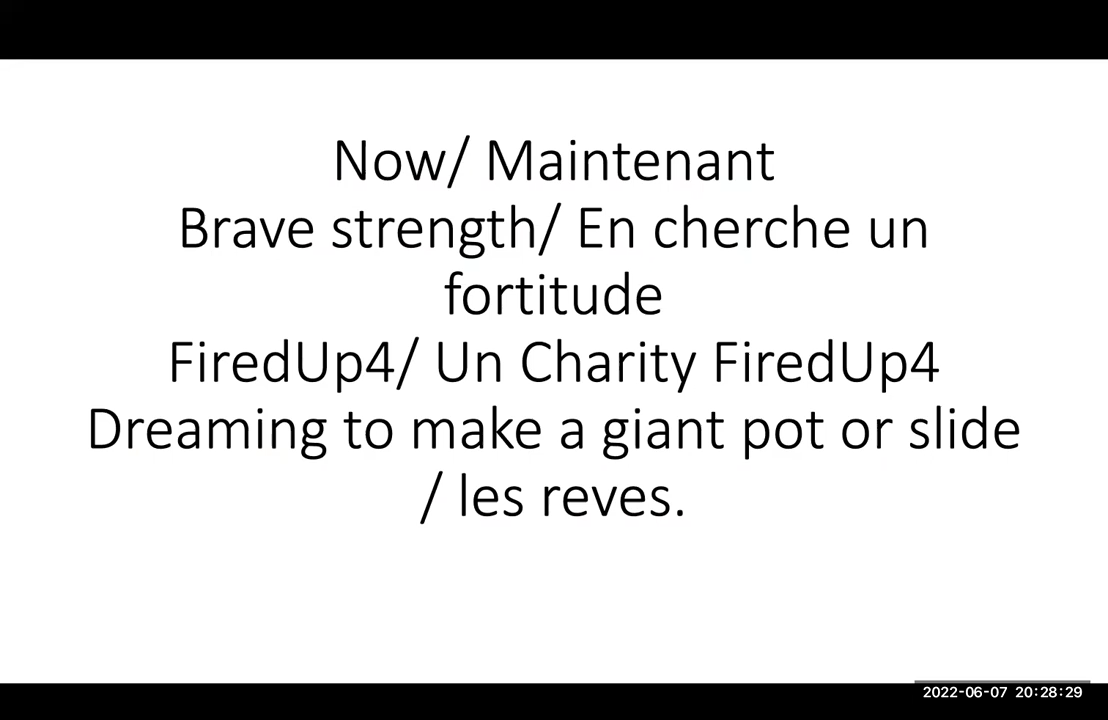 Now/ Maintenant
Brave strength/ En cherche un
fortitude
FiredUp4/ Un Charity FiredUp4
Dreaming to make a giant pot or slide
/ les reves.
2022-06-07 20:28:29